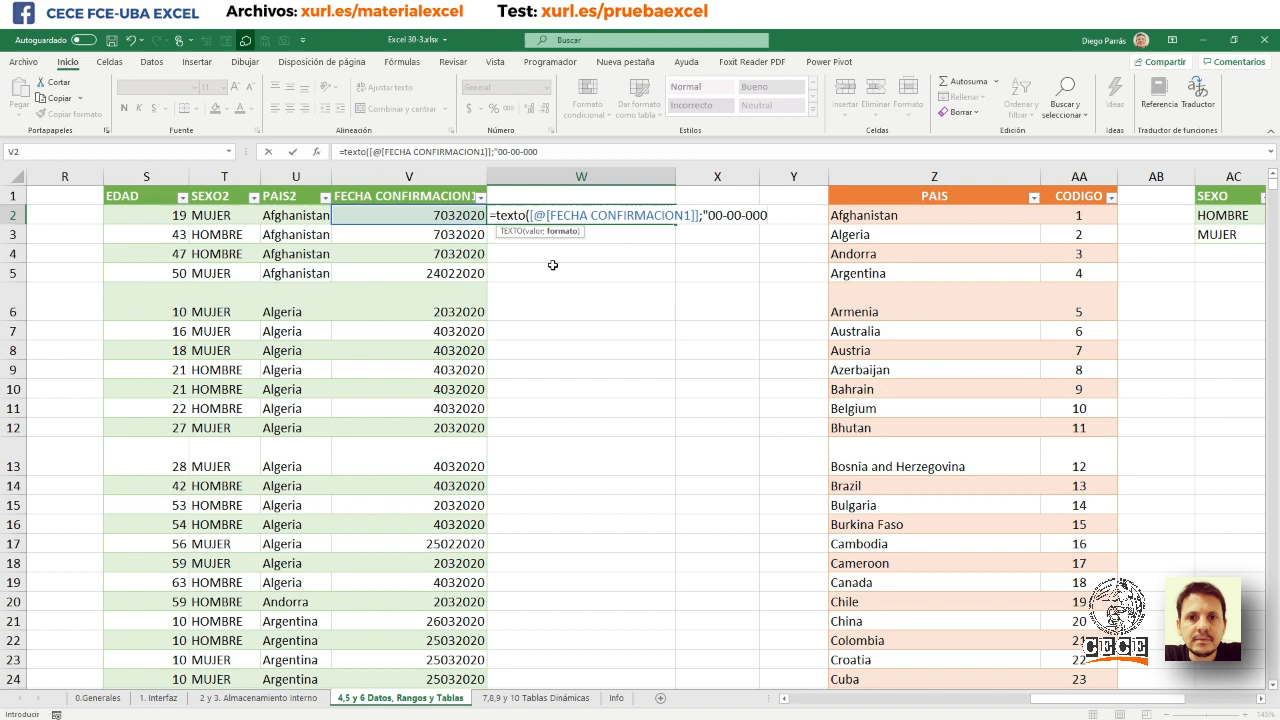 CECE FCE-UBA EXCEL Archivos: xurl.es/materialexcel Test: xurl.es/pruebaexcel
Autoguardado Excel 30-3.xlsx Buscar Diego Parrás
Archivo Inicio Celdas Datos Insertar Dibujar Disposición de página Fórmulas Revisar Vista Programador Nueva pestaña Ayuda Foxit Reader PDF Power Pivot Compartir Comentarios
Pegar Cortar Copiar Copiar formato
11 N K S
Ajustar texto Combinar y centrar
General $ % 000
Formato condicional Dar formato como tabla
Normal Bueno Incorrecto Neutral
Insertar Eliminar Formato
Autosuma Rellenar Borrar
Ordenar y filtrar Buscar y seleccionar
Ideas Referencia Traductor
Portapapeles Fuente Alineación Número Estilos Celdas Edición Ideas Traductor de funciones
V2 fx =texto([@[FECHA CONFIRMACION1]];"00-00-000
R S T U V W X Y Z AA AB AC
1 EDAD SEXO2 PAIS2 FECHA CONFIRMACION1 PAIS CODIGO SEXO
2 19 MUJER Afghanistan 7032020 =texto([@[FECHA CONFIRMACION1]];"00-00-000 Afghanistan 1 HOMBRE
TEXTO(valor; formato)
3 43 HOMBRE Afghanistan 7032020 Algeria 2 MUJER
4 47 HOMBRE Afghanistan 7032020 Andorra 3
5 50 MUJER Afghanistan 24022020 Argentina 4
6 10 MUJER Algeria 2032020 Armenia 5
7 16 MUJER Algeria 4032020 Australia 6
8 18 MUJER Algeria 4032020 Austria 7
9 21 HOMBRE Algeria 4032020 Azerbaijan 8
10 21 HOMBRE Algeria 4032020 Bahrain 9
11 22 HOMBRE Algeria 4032020 Belgium 10
12 27 MUJER Algeria 2032020 Bhutan 11
13 28 MUJER Algeria 4032020 Bosnia and Herzegovina 12
14 42 HOMBRE Algeria 4032020 Brazil 13
15 53 HOMBRE Algeria 2032020 Bulgaria 14
16 54 HOMBRE Algeria 4032020 Burkina Faso 15
17 56 MUJER Algeria 25022020 Cambodia 16
18 59 MUJER Algeria 2032020 Cameroon 17
19 63 HOMBRE Algeria 4032020 Canada 18
20 59 HOMBRE Andorra 2032020 Chile 19
21 10 HOMBRE Argentina 26032020 China 20
22 10 HOMBRE Argentina 25032020 Colombia 21
23 10 MUJER Argentina 25032020 Croatia 22
24 10 MUJER Argentina 25032020 Cuba 23
CECE
0.Generales 1. Interfaz 2 y 3. Almacenamiento Interno 4,5 y 6 Datos, Rangos y Tablas 7,8,9 y 10 Tablas Dinámicas Info
Introducir 145%